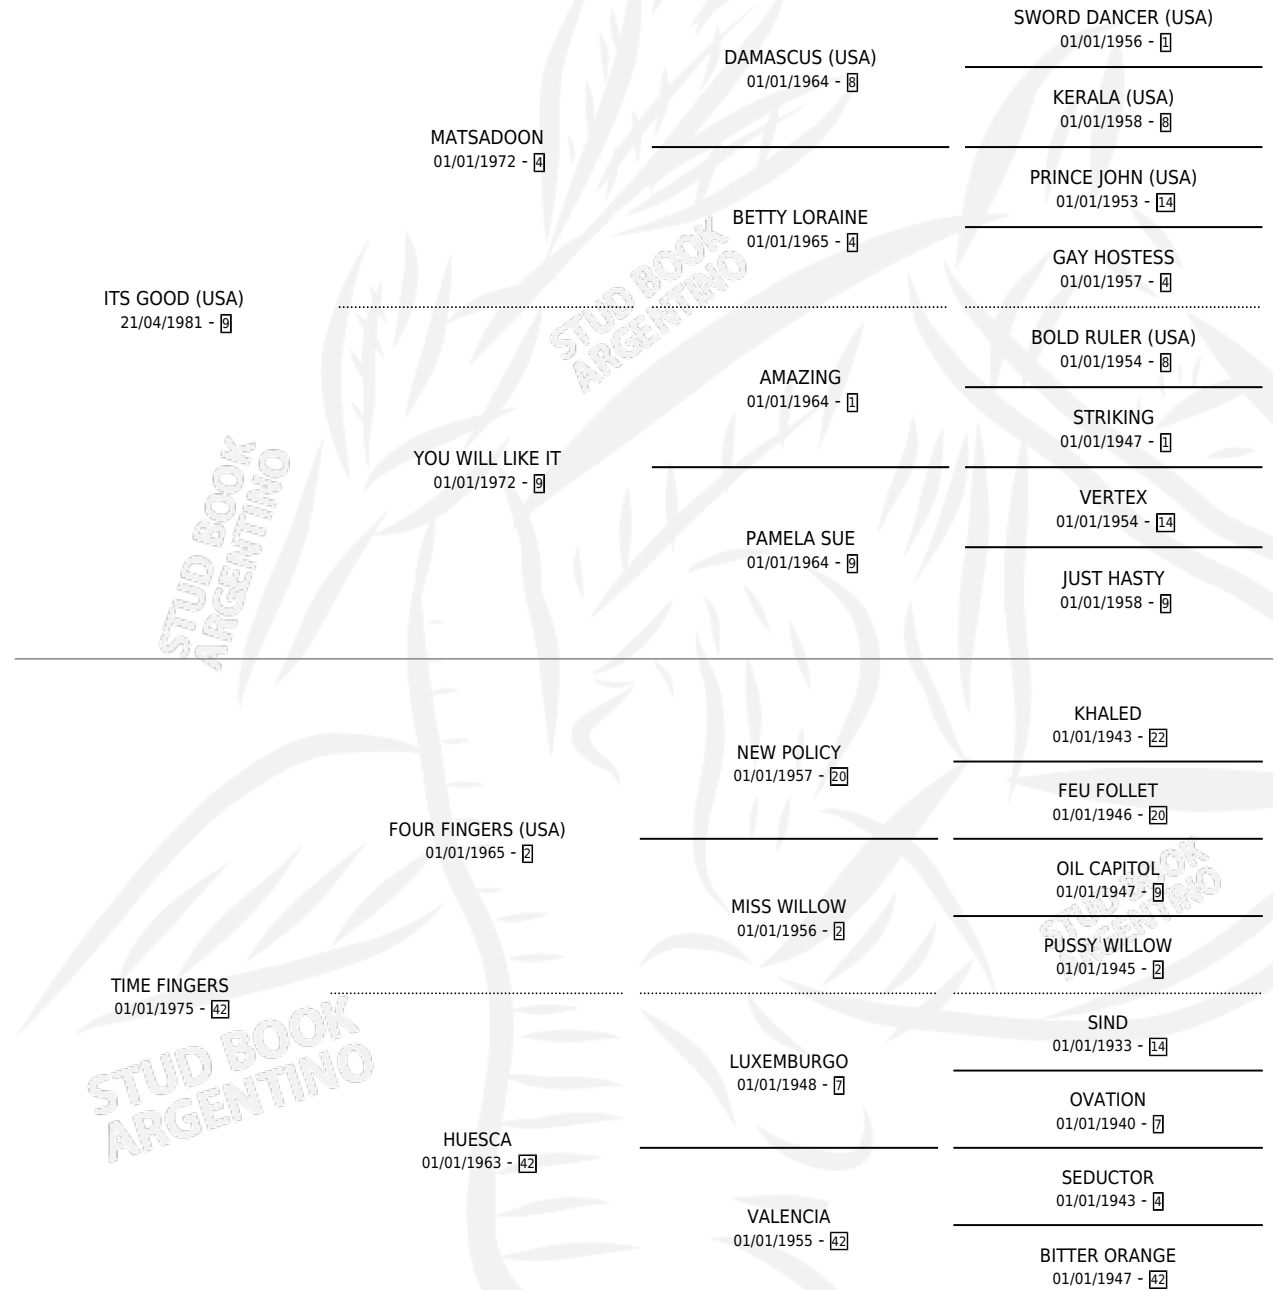 SWORD DANCER (USA)
01/01/1956 - 1
DAMASCUS (USA)
01/01/1964 - 8
KERALA (USA)
01/01/1958 - 8
MATSADOON
01/01/1972 - 4
PRINCE JOHN (USA)
01/01/1953 - 14
BETTY LORAINE
01/01/1965 - 4
GAY HOSTESS
01/01/1957 - 4
ITS GOOD (USA)
21/04/1981 - 9
BOLD RULER (USA)
01/01/1954 - 8
AMAZING
01/01/1964 - 1
STRIKING
01/01/1947 - 1
YOU WILL LIKE IT
01/01/1972 - 9
VERTEX
01/01/1954 - 14
PAMELA SUE
01/01/1964 - 9
JUST HASTY
01/01/1958 - 9
STUD BOOK
ARGENTINO
STUD BOOK
ARGENTINO
KHALED
01/01/1943 - 22
NEW POLICY
01/01/1957 - 20
FEU FOLLET
01/01/1946 - 20
FOUR FINGERS (USA)
01/01/1965 - 2
OIL CAPITOL
01/01/1947 - 9
MISS WILLOW
01/01/1956 - 2
PUSSY WILLOW
01/01/1945 - 2
STUD BOOK
ARGENTINO
TIME FINGERS
01/01/1975 - 42
SIND
01/01/1933 - 14
LUXEMBURGO
01/01/1948 - 7
OVATION
01/01/1940 - 7
STUD BOOK
ARGENTINO
HUESCA
01/01/1963 - 42
SEDUCTOR
01/01/1943 - 4
VALENCIA
01/01/1955 - 42
BITTER ORANGE
01/01/1947 - 42